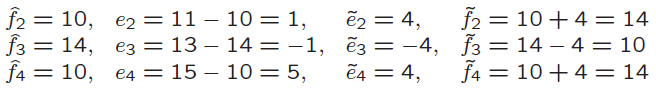 f̂2 = 10, e2 = 11 − 10 = 1, ẽ2 = 4, f̃2 = 10 + 4 = 14
f̂3 = 14, e3 = 13 − 14 = −1, ẽ3 = −4, f̃3 = 14 − 4 = 10
f̂4 = 10, e4 = 15 − 10 = 5, ẽ4 = 4, f̃4 = 10 + 4 = 14